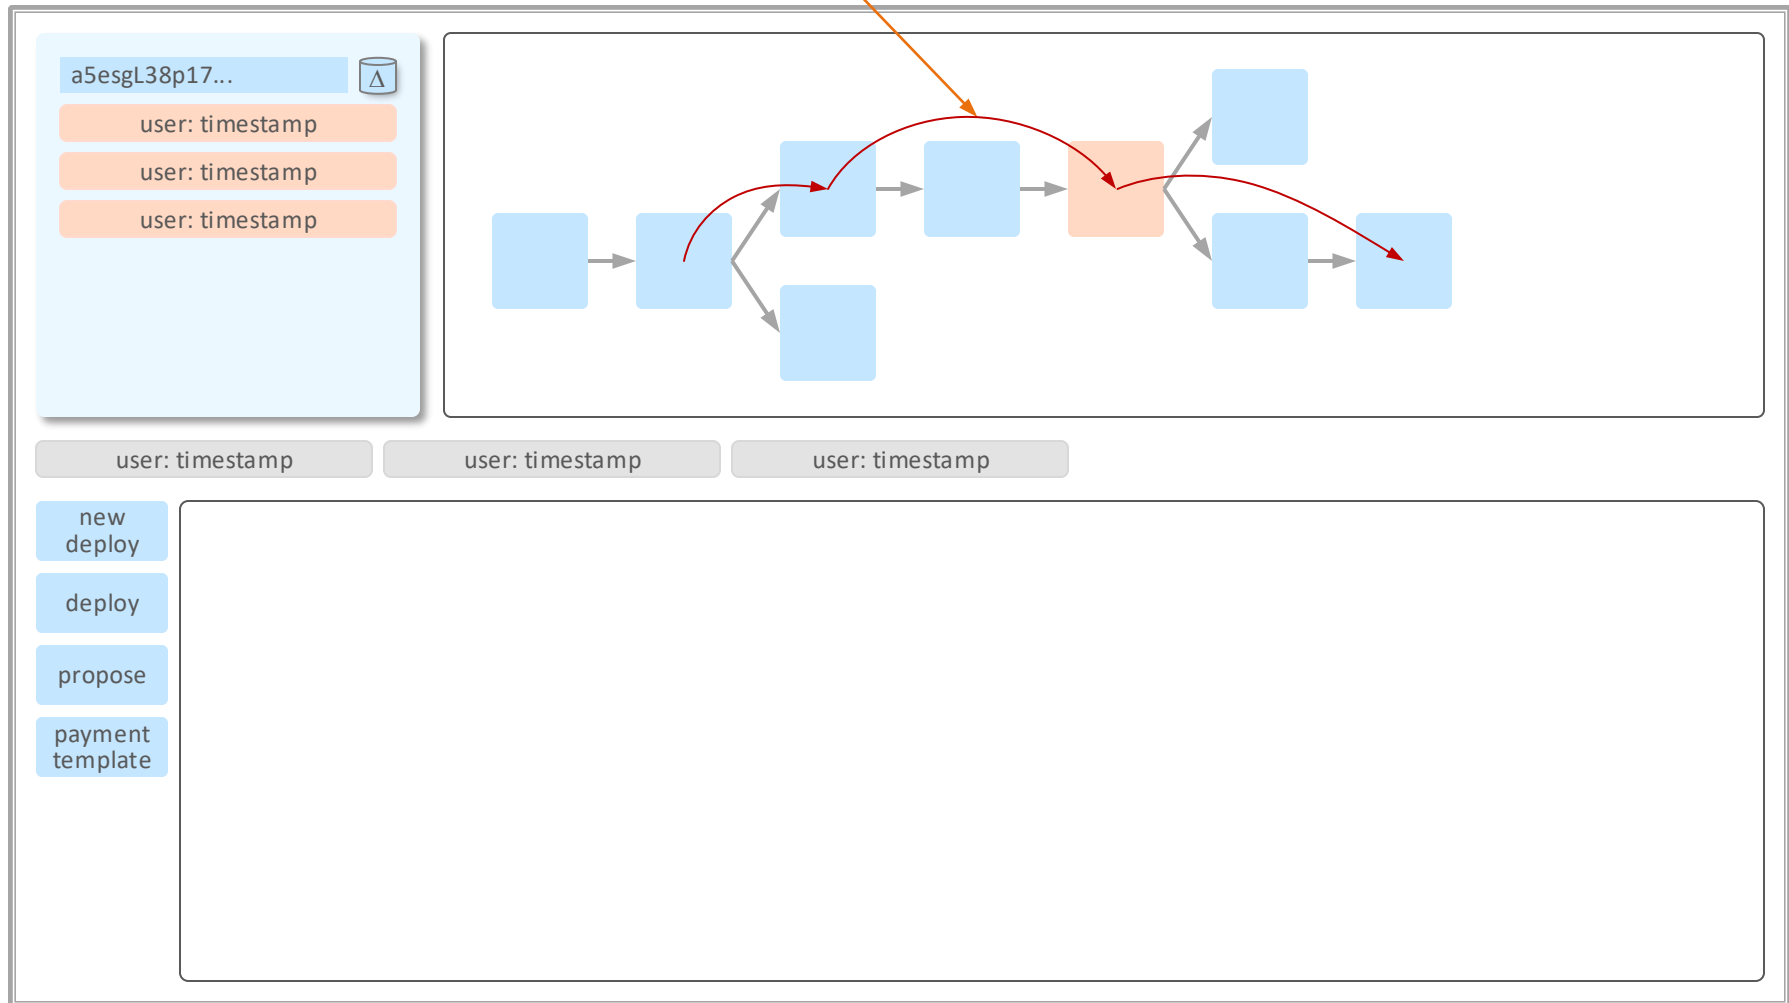 a5esgL38p17...
Δ
user: timestamp
user: timestamp
user: timestamp
user: timestamp
user: timestamp
user: timestamp
new
deploy
deploy
propose
payment
template